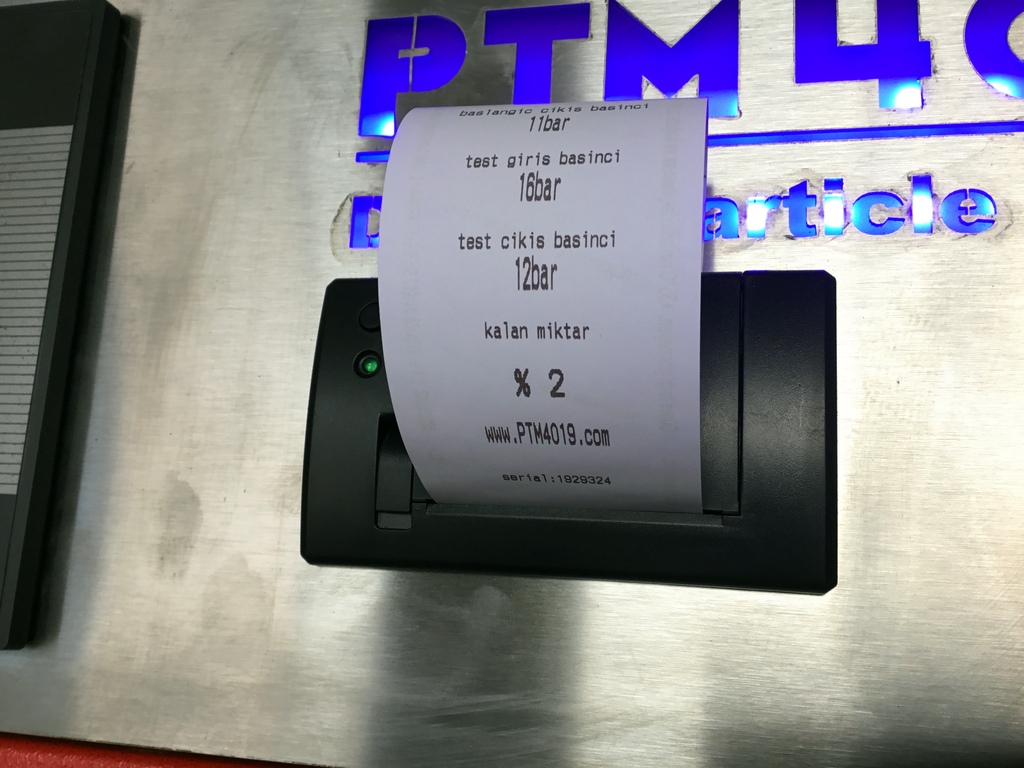 PTM40
article
baslangic cikis basinci
11bar
test giris basinci
16bar
test cikis basinci
12bar
kalan miktar
% 2
www.PTM4019.com
serial:1929324